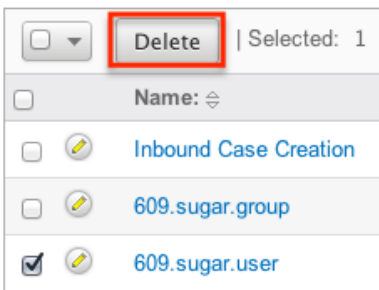 Delete | Selected: 1
Name:
Inbound Case Creation
609.sugar.group
609.sugar.user